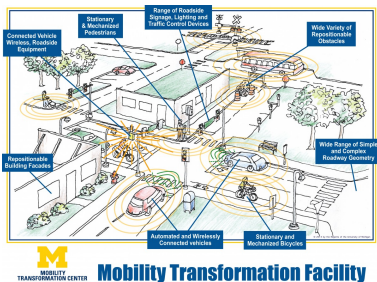 Range of Roadside
Signage, Lighting and
Traffic Control Devices
Stationary
& Mechanized
Pedestrians
Wide Variety of
Repositionable
Obstacles
Connected Vehicle
Wireless, Roadside
Equipment
Repositionable
Building Facades
Wide Range of Simple
and Complex
Roadway Geometry
Automated and Wirelessly
Connected vehicles
Stationary and
Mechanized Bicycles
M
MOBILITY
TRANSFORMATION CENTER
Mobility Transformation Facility